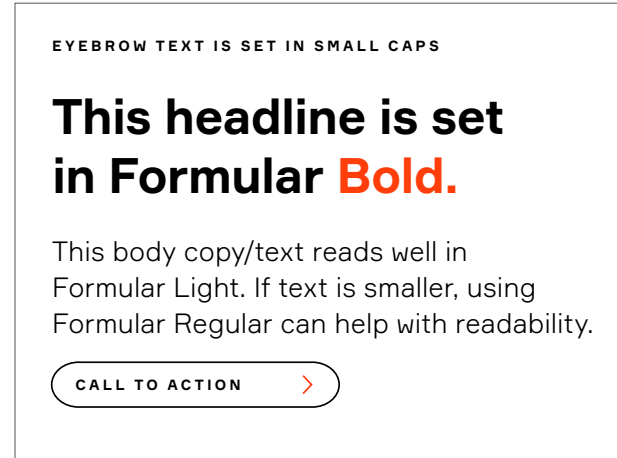 EYEBROW TEXT IS SET IN SMALL CAPS
This headline is set
in Formular Bold.
This body copy/text reads well in
Formular Light. If text is smaller, using
Formular Regular can help with readability.
CALL TO ACTION